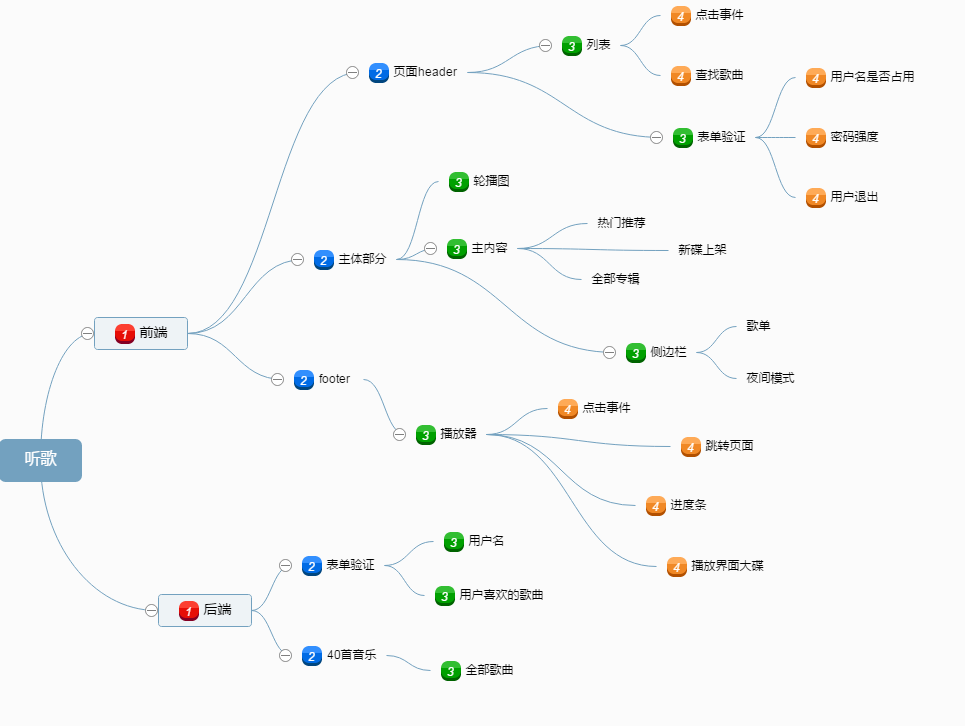 听歌
1 前端
2 页面header
3 列表
4 点击事件
4 查找歌曲
3 表单验证
4 用户名是否占用
4 密码强度
4 用户退出
2 主体部分
3 轮播图
3 主内容
热门推荐
新碟上架
全部专辑
3 侧边栏
歌单
夜间模式
2 footer
3 播放器
4 点击事件
4 跳转页面
4 进度条
4 播放界面大碟
1 后端
2 表单验证
3 用户名
3 用户喜欢的歌曲
2 40首音乐
3 全部歌曲